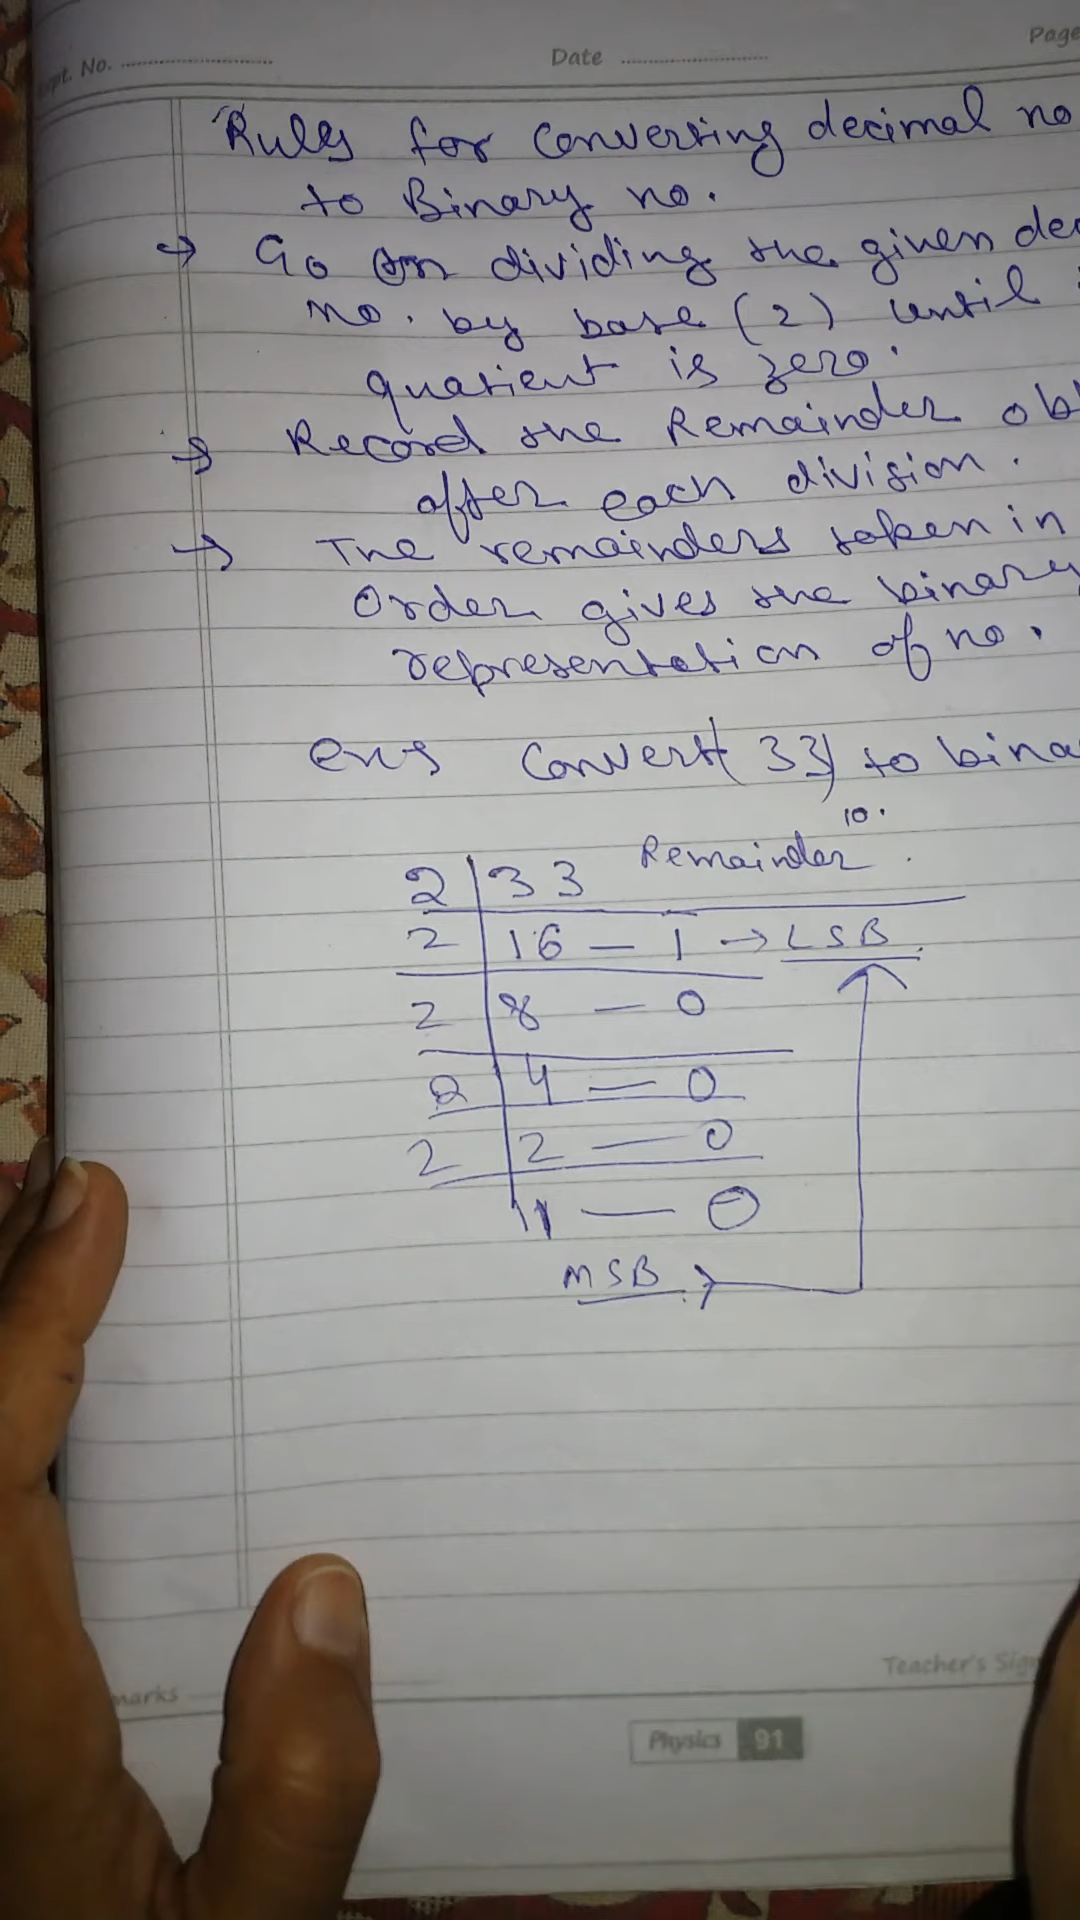 Expt. No.
Date
Page
Rules for converting decimal no
to Binary no.
→ Go on dividing the given dec
no. by base (2) until
quatient is zero.
→ Record the Remainder ob
after each division.
→ The remainders taken in
Order gives the binary
representation of no.
Convert (33)10. to bina
Remainder
2 | 33
2 | 16 — 1 → LSB
2 | 8 — 0
2 | 4 — 0
2 | 2 — 0
1 — 0
MSB
Teacher's Sign
marks
Physics 91